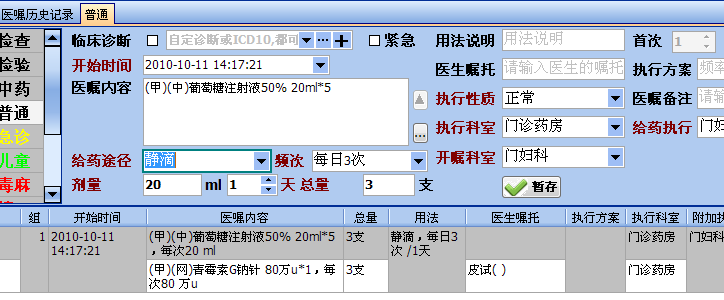 医嘱历史记录 普通
检查 临床诊断 自定诊断或ICD10,都可 紧急 用法说明 用法说明 首次 1
检验 开始时间 2010-10-11 14:17:21 医生嘱托 请输入医生的嘱托 执行方案 频率
中药 医嘱内容 (甲)(中)葡萄糖注射液50% 20ml*5 执行性质 正常 医嘱备注 请输
普通 执行科室 门诊药房 给药执行 门妇
急诊
儿童 给药途径 静滴 频次 每日3次 开嘱科室 门妇科
毒麻 剂量 20 ml 1 天 总量 3 支 暂存
组 开始时间 医嘱内容 总量 用法 医生嘱托 执行方案 执行科室 附加执
1 2010-10-11 (甲)(中)葡萄糖注射液50% 20ml*5 3支 静滴，每日3 门诊药房 门妇科
14:17:21 ，每次20 ml 次 /1天
(甲)(网)青霉素G钠针 80万u*1，每 3支 皮试( ) 门诊药房
次80 万u